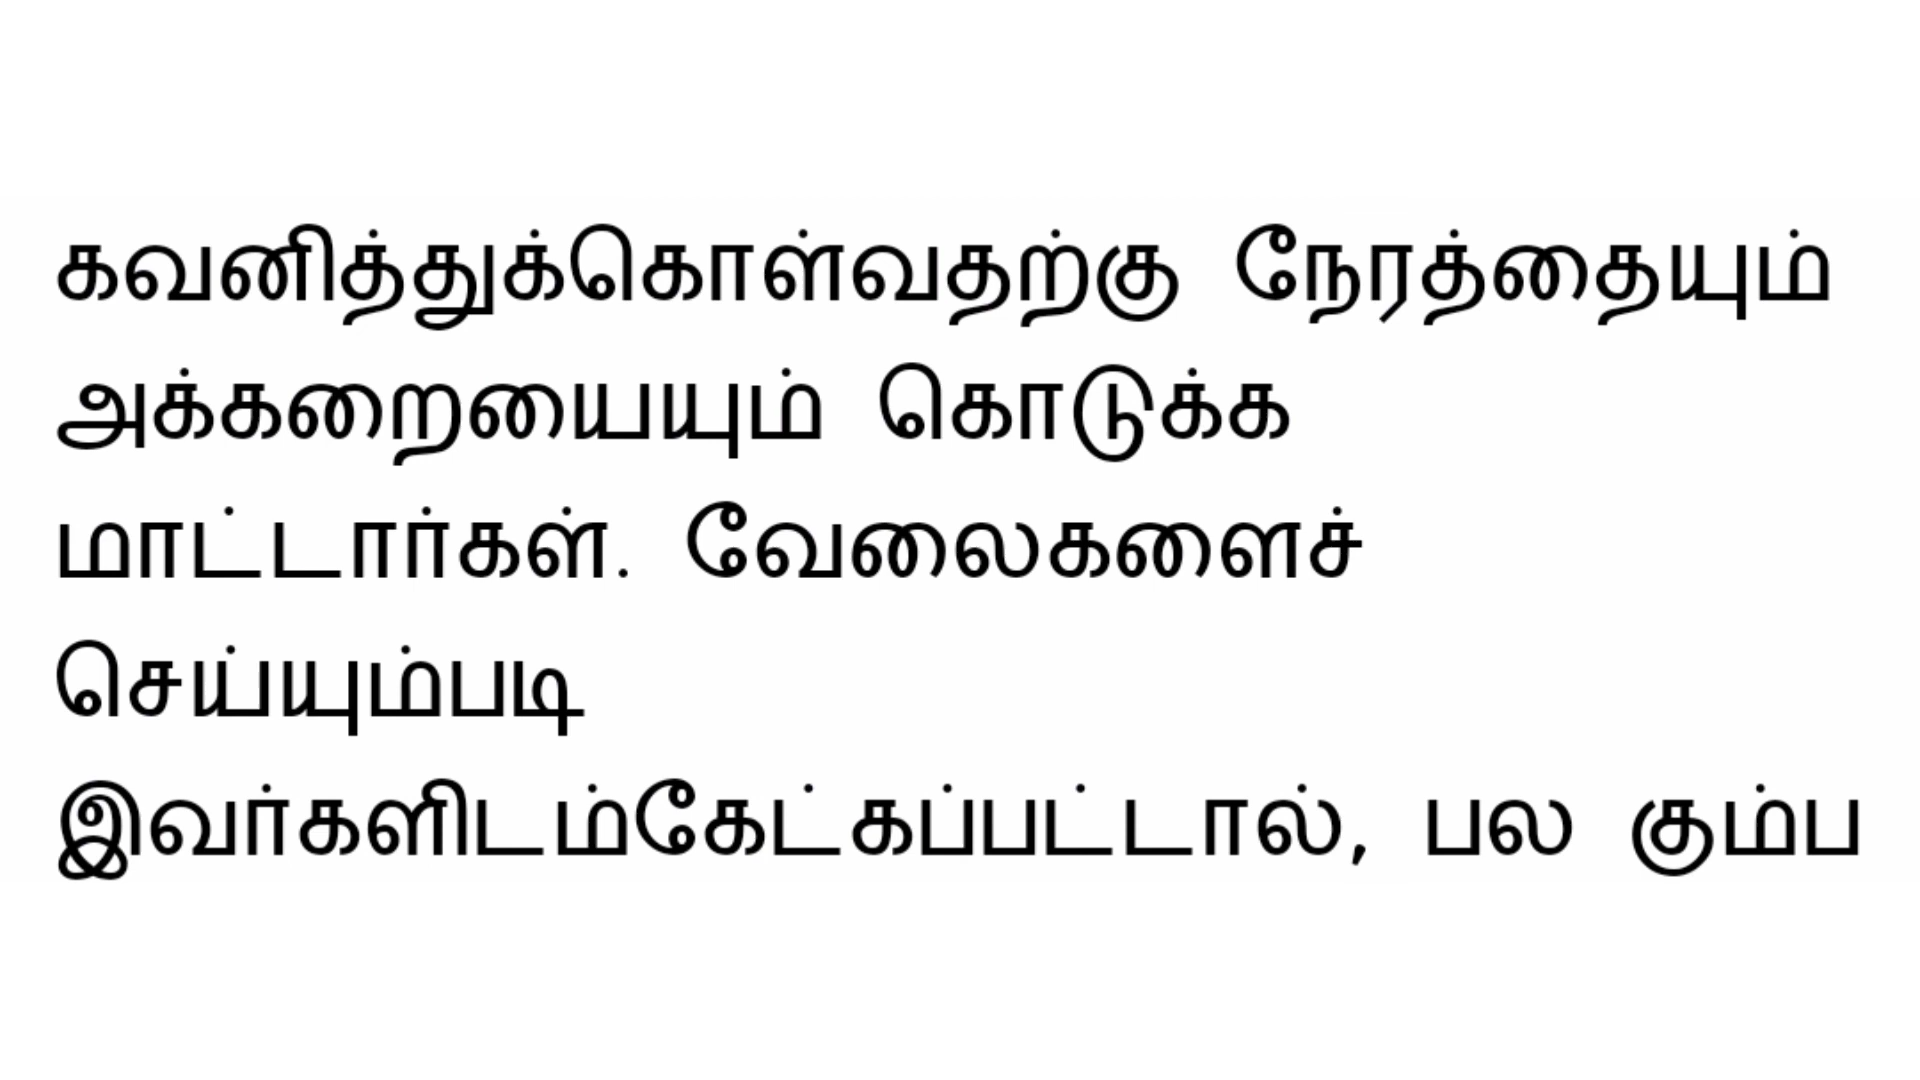 கவனித்துக்கொள்வதற்கு நேரத்தையும்
அக்கறையையும் கொடுக்க
மாட்டார்கள். வேலைகளைச்
செய்யும்படி
இவர்களிடம்கேட்கப்பட்டால், பல கும்ப